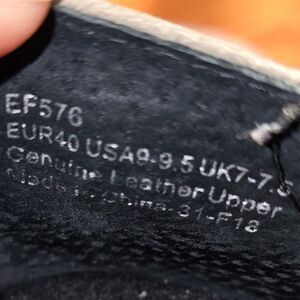 EF576
EUR40 USA9-9.5 UK7-7.5
Genuine Leather Upper
Made In China 31-F18